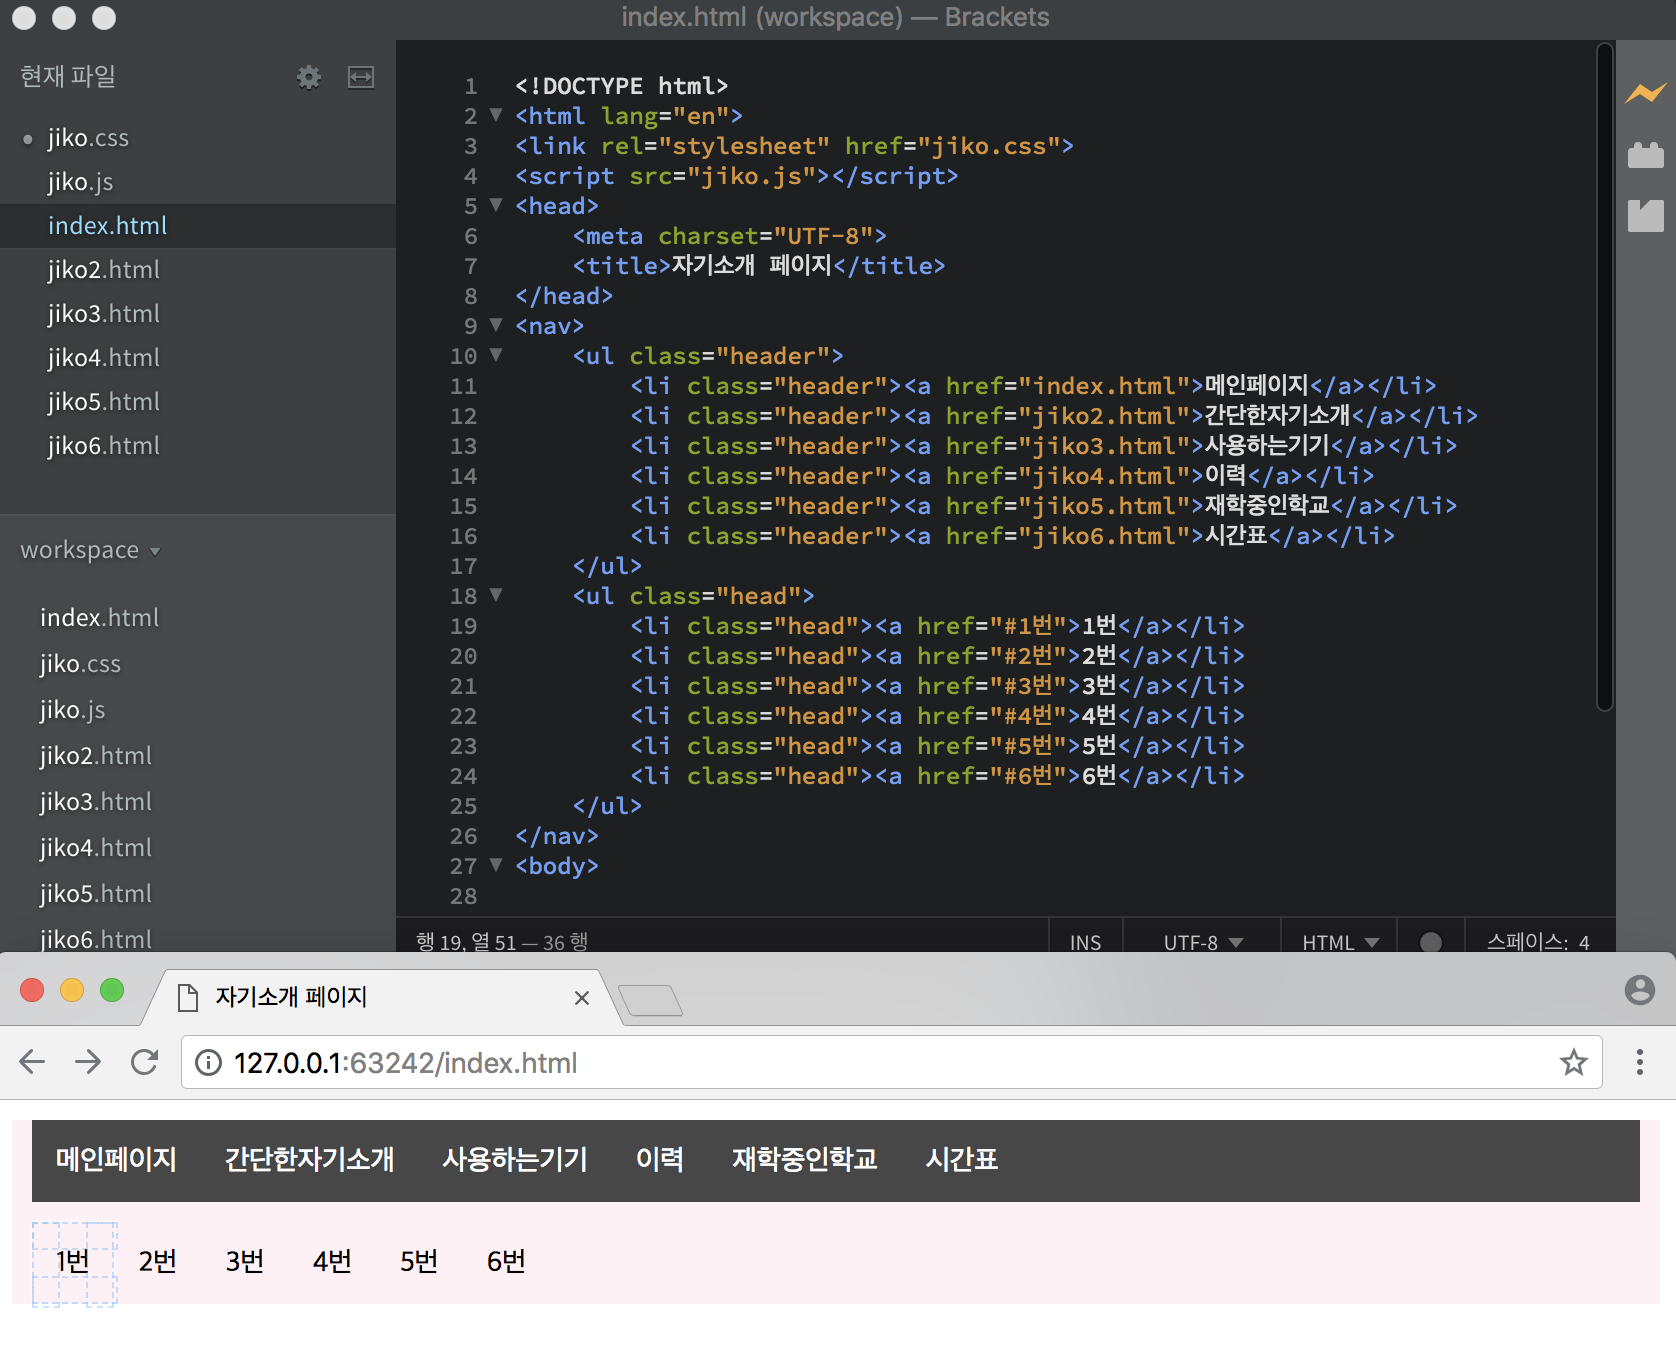 index.html (workspace) — Brackets
현재 파일
jiko.css
jiko.js
index.html
jiko2.html
jiko3.html
jiko4.html
jiko5.html
jiko6.html
workspace
index.html
jiko.css
jiko.js
jiko2.html
jiko3.html
jiko4.html
jiko5.html
jiko6.html
1 <!DOCTYPE html>
2 <html lang="en">
3 <link rel="stylesheet" href="jiko.css">
4 <script src="jiko.js"></script>
5 <head>
6 <meta charset="UTF-8">
7 <title>자기소개 페이지</title>
8 </head>
9 <nav>
10 <ul class="header">
11 <li class="header"><a href="index.html">메인페이지</a></li>
12 <li class="header"><a href="jiko2.html">간단한자기소개</a></li>
13 <li class="header"><a href="jiko3.html">사용하는기기</a></li>
14 <li class="header"><a href="jiko4.html">이력</a></li>
15 <li class="header"><a href="jiko5.html">재학중인학교</a></li>
16 <li class="header"><a href="jiko6.html">시간표</a></li>
17 </ul>
18 <ul class="head">
19 <li class="head"><a href="#1번">1번</a></li>
20 <li class="head"><a href="#2번">2번</a></li>
21 <li class="head"><a href="#3번">3번</a></li>
22 <li class="head"><a href="#4번">4번</a></li>
23 <li class="head"><a href="#5번">5번</a></li>
24 <li class="head"><a href="#6번">6번</a></li>
25 </ul>
26 </nav>
27 <body>
28
행 19, 열 51 — 36 행 INS UTF-8 HTML 스페이스: 4
자기소개 페이지
127.0.0.1:63242/index.html
메인페이지 간단한자기소개 사용하는기기 이력 재학중인학교 시간표
1번 2번 3번 4번 5번 6번